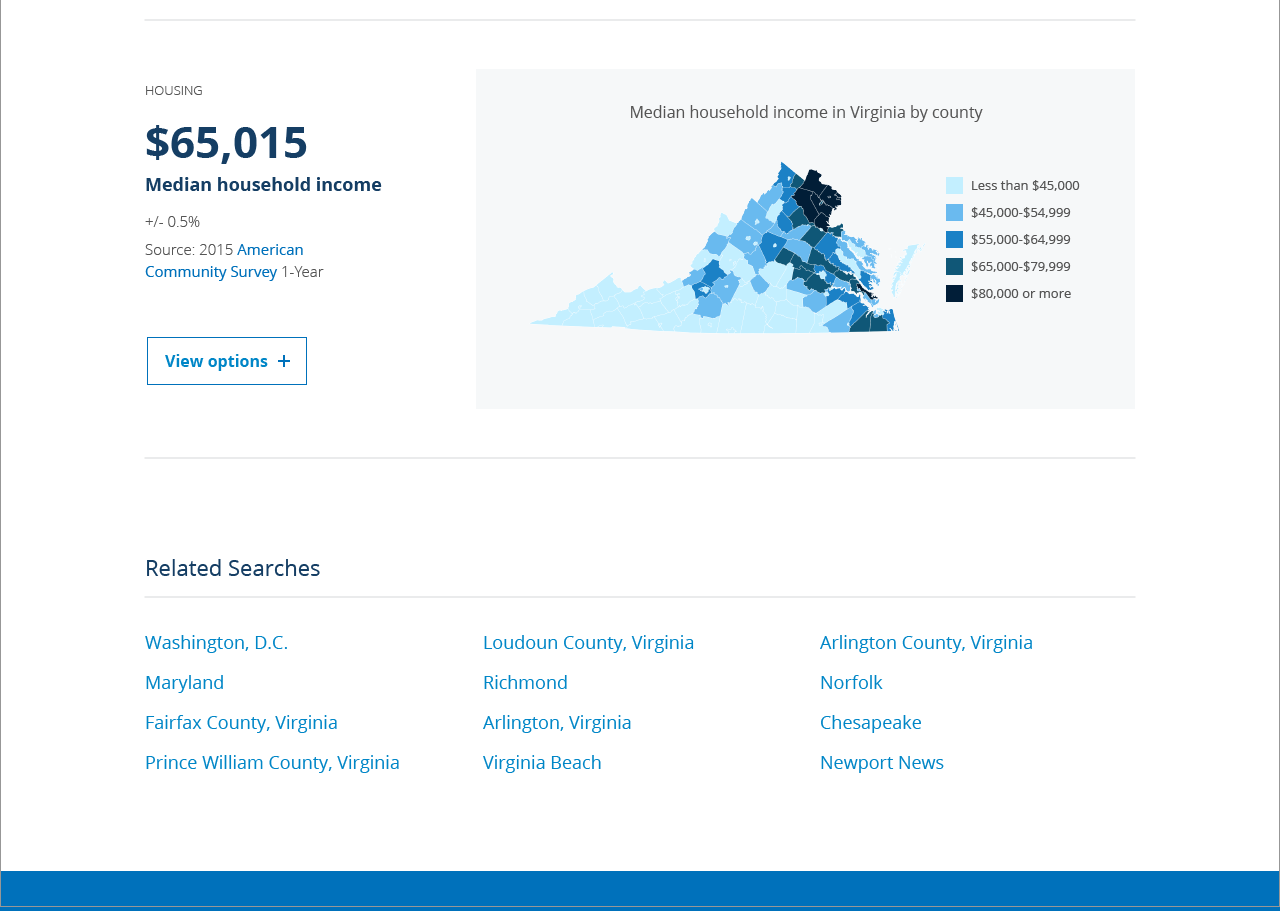 HOUSING
$65,015
Median household income
+/- 0.5%
Source: 2015 American
Community Survey 1-Year
View options +
Median household income in Virginia by county
Less than $45,000
$45,000-$54,999
$55,000-$64,999
$65,000-$79,999
$80,000 or more
Related Searches
Washington, D.C.
Loudoun County, Virginia
Arlington County, Virginia
Maryland
Richmond
Norfolk
Fairfax County, Virginia
Arlington, Virginia
Chesapeake
Prince William County, Virginia
Virginia Beach
Newport News